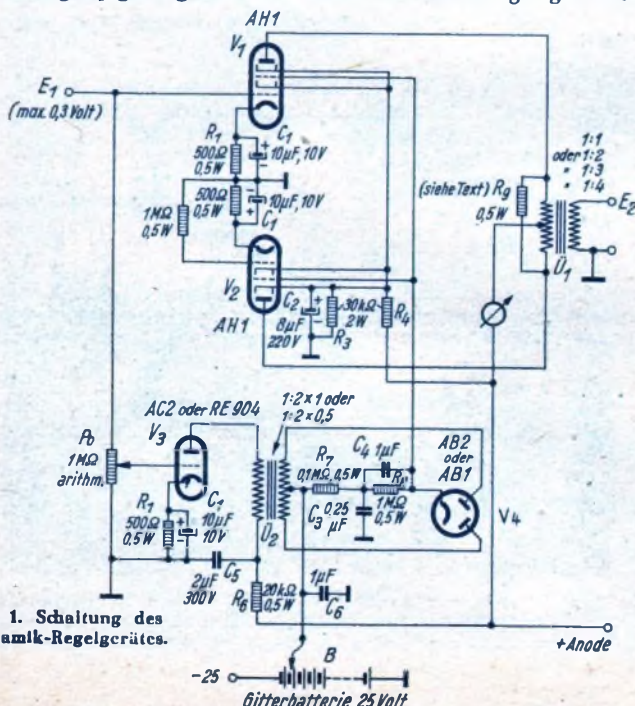 AH1
V1
E1
(max. 0,3 Volt)
R1
500Ω
0,5W
C1
10µF, 10V
1:1
oder 1:2
" 1:3
" 1:4
(siehe Text) Rg
0,5W
E2
Ü1
500Ω
0,5W
10µF, 10V
C1
1MΩ
0,5W
V2
AH1
C2
8µF
220V
30kΩ
2W
R3
R4
AC2 oder RE 904
V3
1:2×1 oder
1:2×0,5
Po
1MΩ
arithm.
R1
500Ω
0,5W
C1
10µF
10V
Ü2
R7
0,1MΩ, 0,5W
C4 1µF
C3 0,25
µF
1MΩ
0,5W
AB2
oder
AB1
V4
2µF
300V
C5
R6
20kΩ
0,5W
1µF
C6
1. Schaltung des
amik-Regelgerätes.
+Anode
B
-25
Gitterbatterie 25 Volt